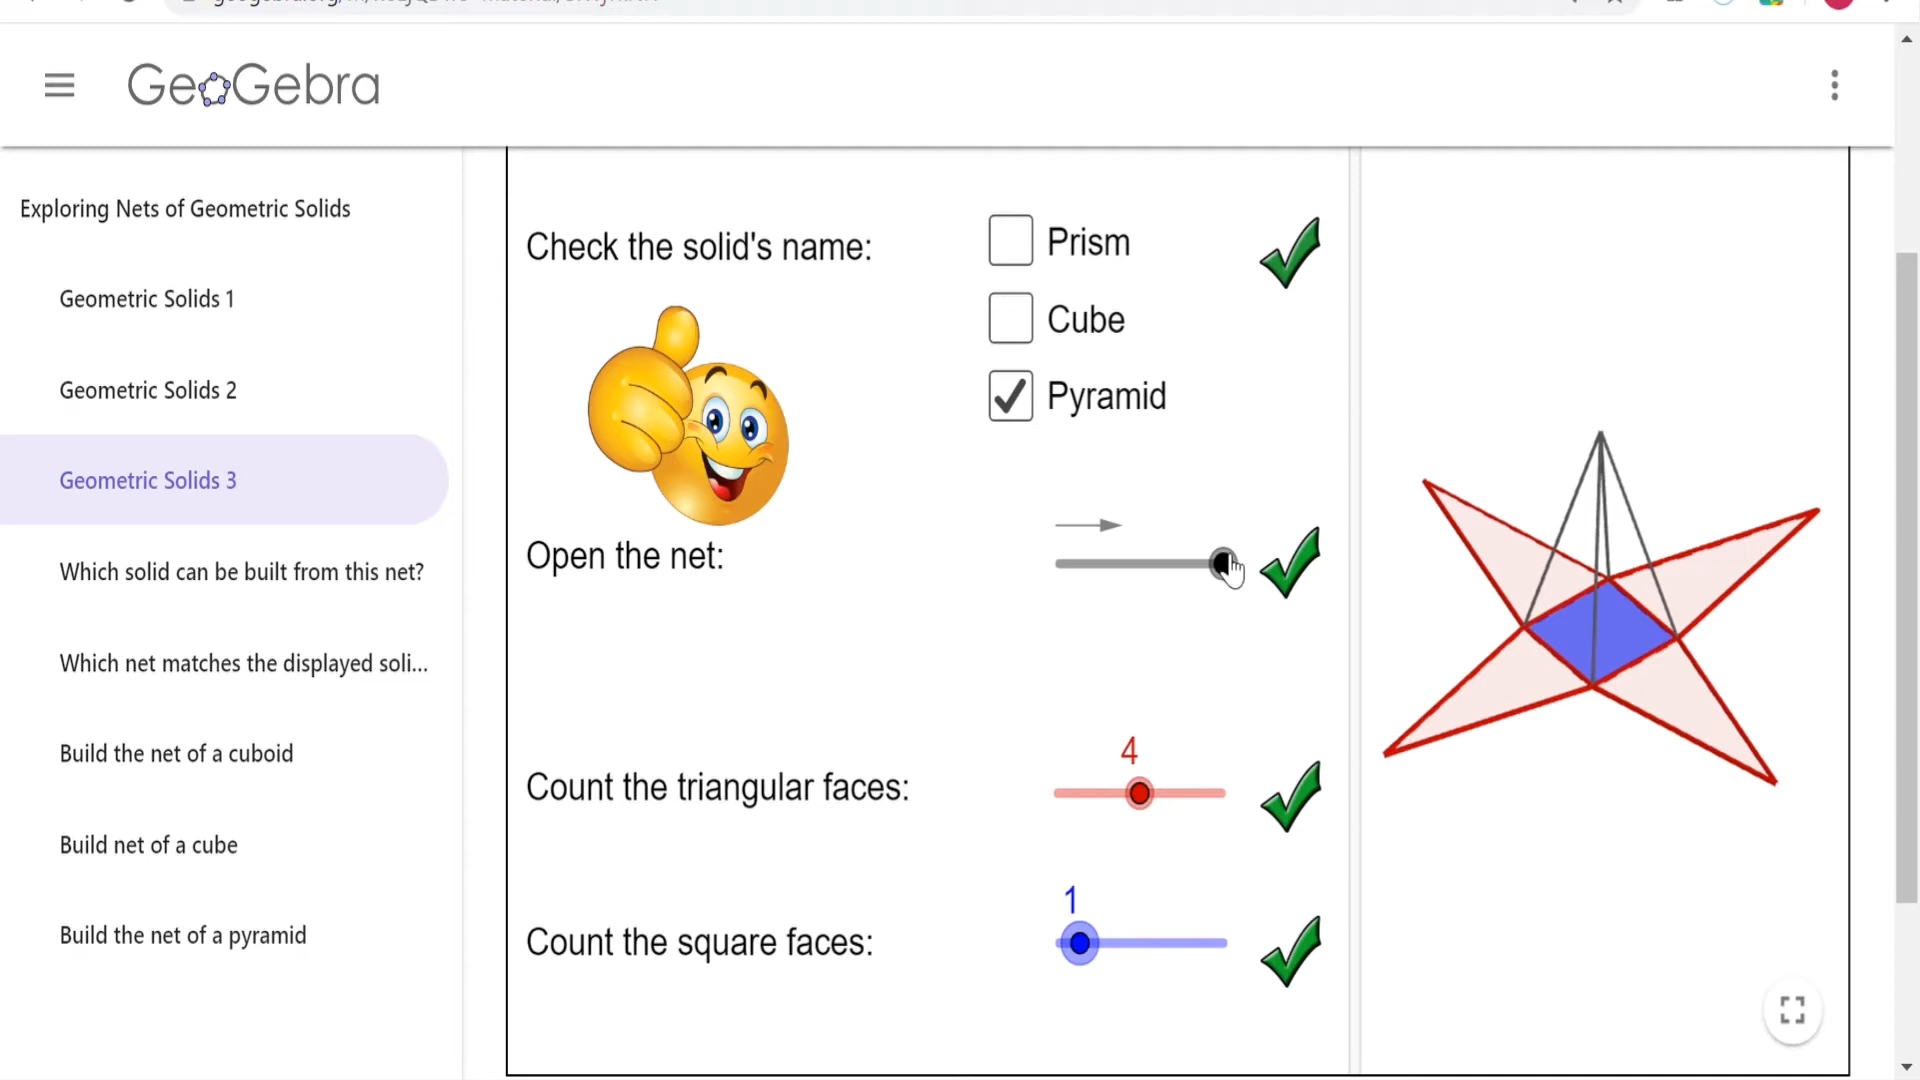 GeoGebra
Exploring Nets of Geometric Solids
Geometric Solids 1
Geometric Solids 2
Geometric Solids 3
Which solid can be built from this net?
Which net matches the displayed soli...
Build the net of a cuboid
Build net of a cube
Build the net of a pyramid
Check the solid's name:
Prism
Cube
Pyramid
Open the net:
4
Count the triangular faces:
1
Count the square faces: